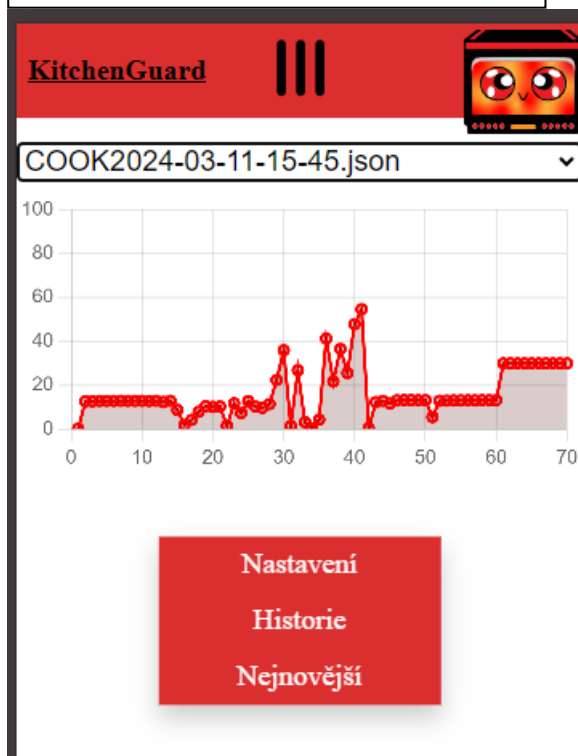 KitchenGuard
COOK2024-03-11-15-45.json
100
80
60
40
20
0
0 10 20 30 40 50 60 70
Nastavení
Historie
Nejnovější